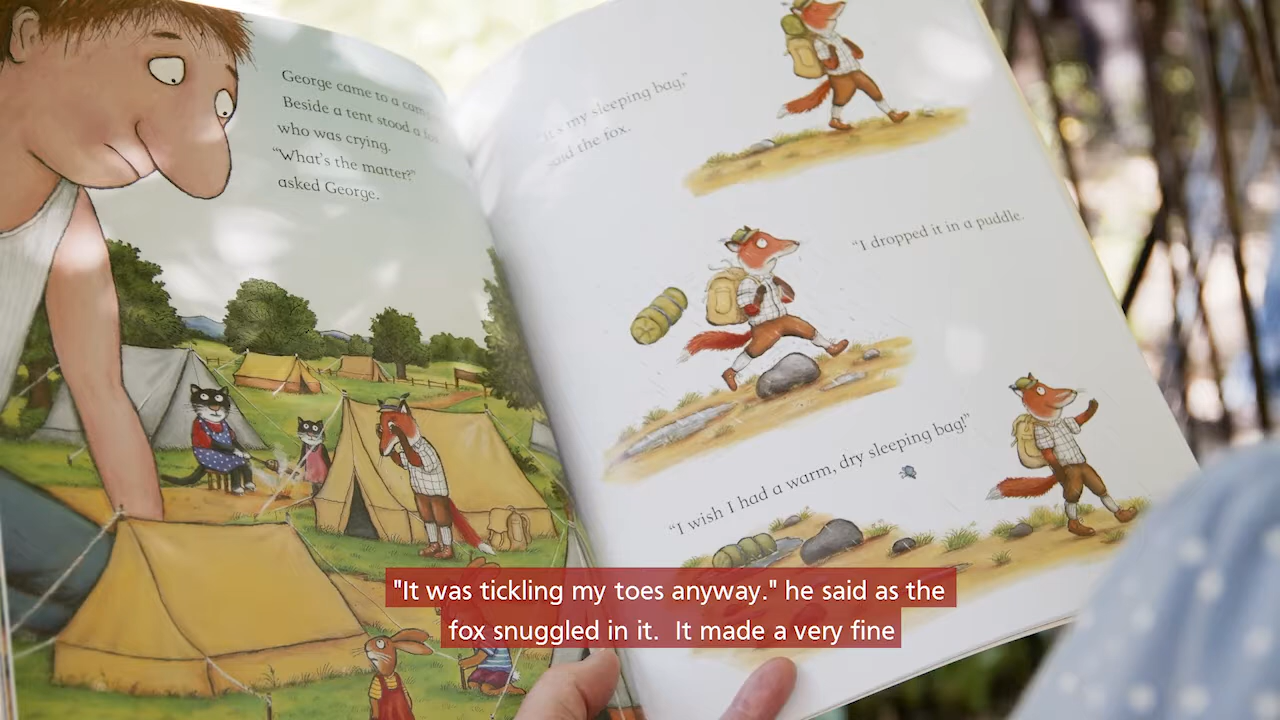 George came to a
Beside a tent stood a
who was crying.
"What's the matter?"
asked George.
"It's my sleeping bag,"
said the fox.
"I dropped it in a puddle.
"I wish I had a warm, dry sleeping bag!"
"It was tickling my toes anyway." he said as the
fox snuggled in it.  It made a very fine